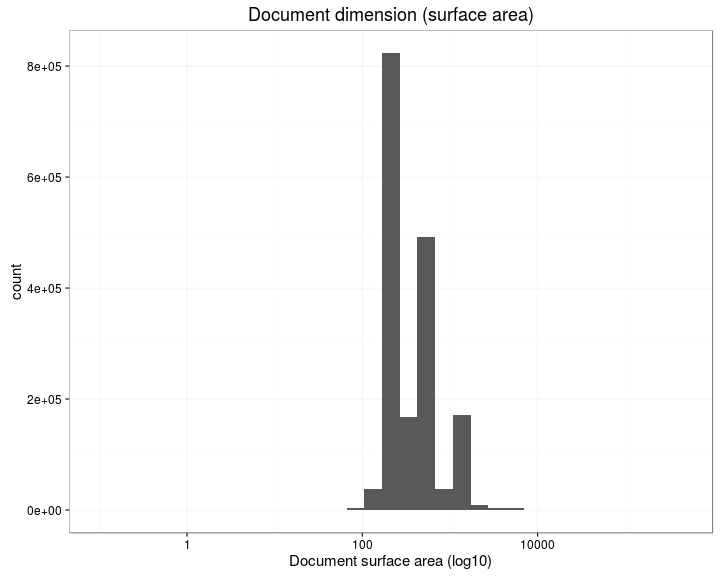 Document dimension (surface area)
8e+05
6e+05
4e+05
2e+05
0e+00
count
1 100 10000
Document surface area (log10)